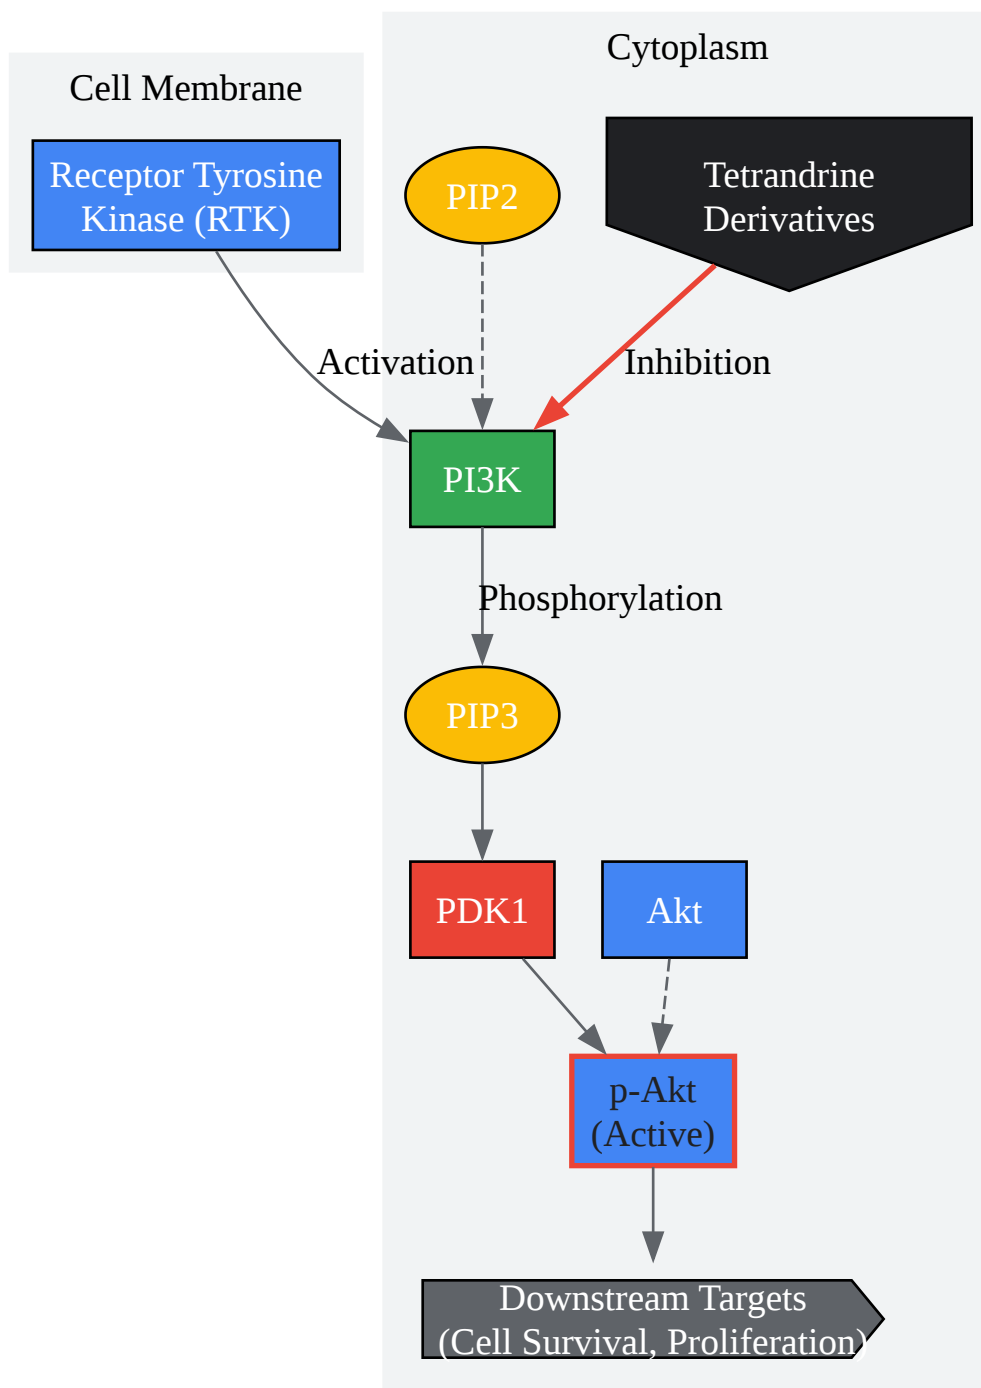 Cytoplasm
Cell Membrane
Receptor Tyrosine
Kinase (RTK)
PIP2
Tetrandrine
Derivatives
Activation
Inhibition
PI3K
Phosphorylation
PIP3
PDK1
Akt
p-Akt
(Active)
Downstream Targets
(Cell Survival, Proliferation)